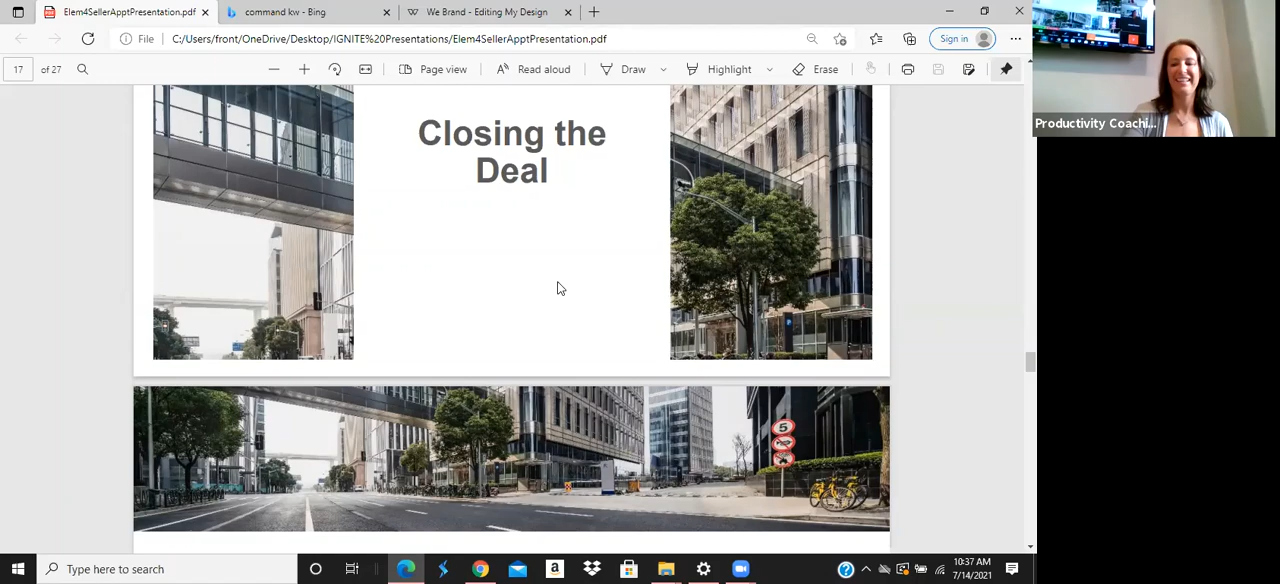 Elem4SellerApptPresentation.pdf
command kw - Bing
We Brand - Editing My Design
File
C:/Users/front/OneDrive/Desktop/IGNITE%20Presentations/Elem4SellerApptPresentation.pdf
Sign in
17 of 27
Page view
Read aloud
Draw
Highlight
Erase
Productivity Coachi...
Closing the
Deal
5
Type here to search
10:37 AM
7/14/2021